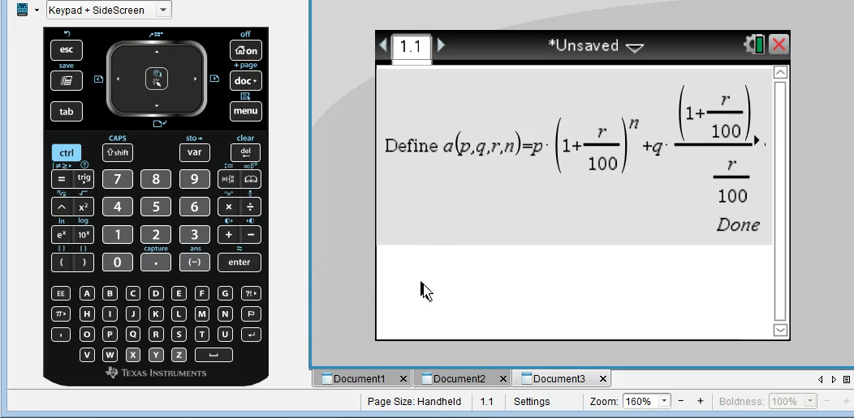 Keypad + SideScreen
esc
save
tab
off
on
+ page
doc
menu
CAPS
sto→
clear
ctrl
shift
var
del
= trig 7 8 9
^ x² 4 5 6 × ÷
ln log
eˣ 10ˣ 1 2 3 + −
[ ] { } capture ans
( ) 0 . (−) enter
EE A B C D E F G ?!▸
π▸ H I J K L M N
, O P Q R S T U
V W X Y Z
TEXAS INSTRUMENTS
1.1 *Unsaved
Define a(p,q,r,n)=p·(1+r/100)^n+q·(1+r/100)
r/100
Done
Document1 Document2 Document3
Page Size: Handheld 1.1 Settings Zoom: 160% − + Boldness: 100% − +